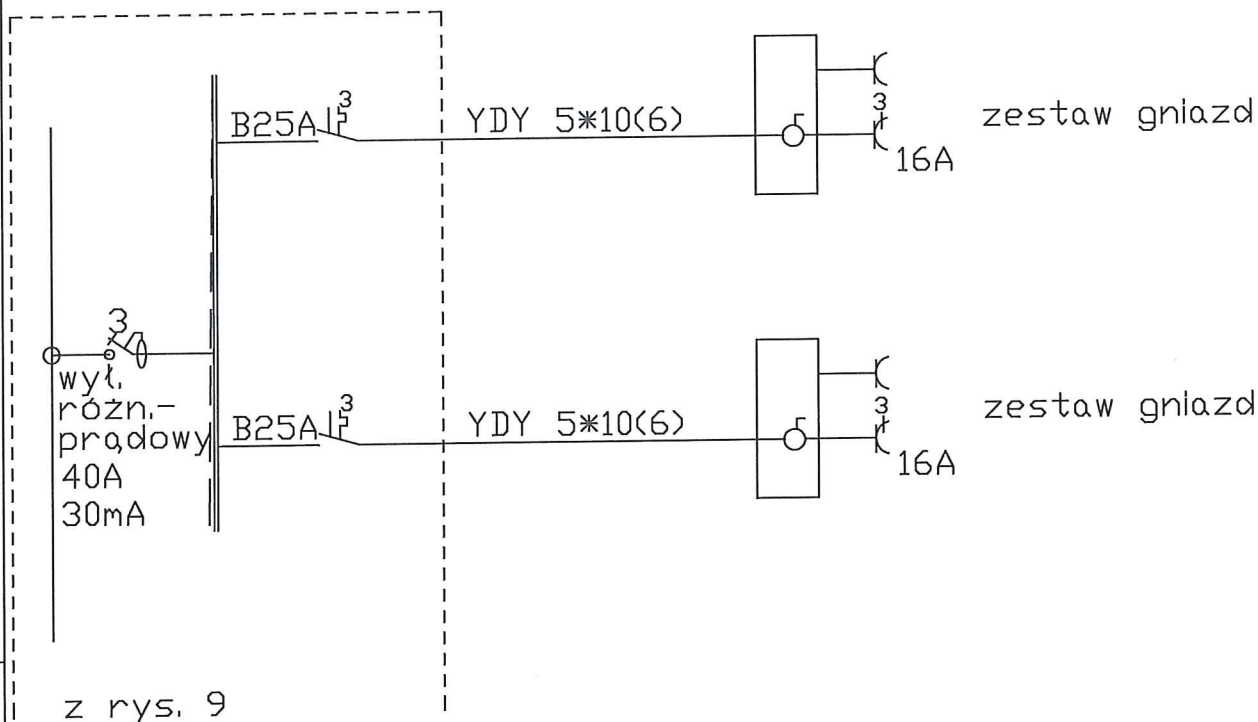 B25A
3
YDY 5*10(6)
3
16A
zestaw gniazd
3
wył.
różn.-
prądowy
40A
30mA
B25A
3
YDY 5*10(6)
3
16A
zestaw gniazd
z rys. 9